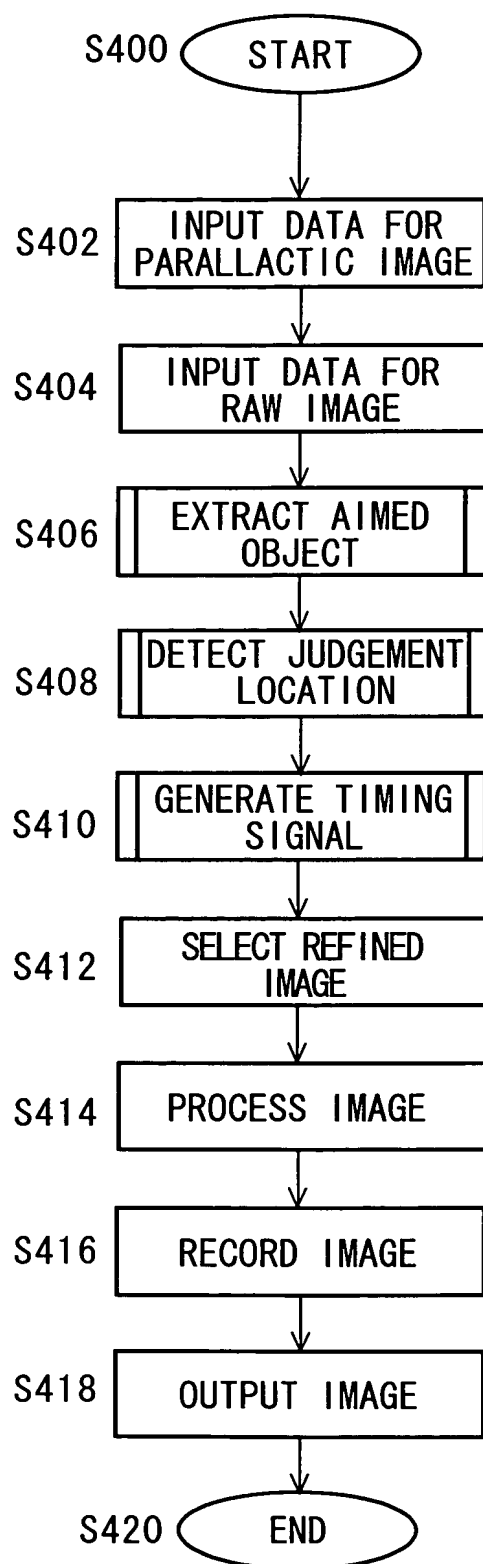 S400 START
S402 INPUT DATA FOR
PARALLACTIC IMAGE
S404 INPUT DATA FOR
RAW IMAGE
S406 EXTRACT AIMED
OBJECT
S408 DETECT JUDGEMENT
LOCATION
S410 GENERATE TIMING
SIGNAL
S412 SELECT REFINED
IMAGE
S414 PROCESS IMAGE
S416 RECORD IMAGE
S418 OUTPUT IMAGE
S420 END